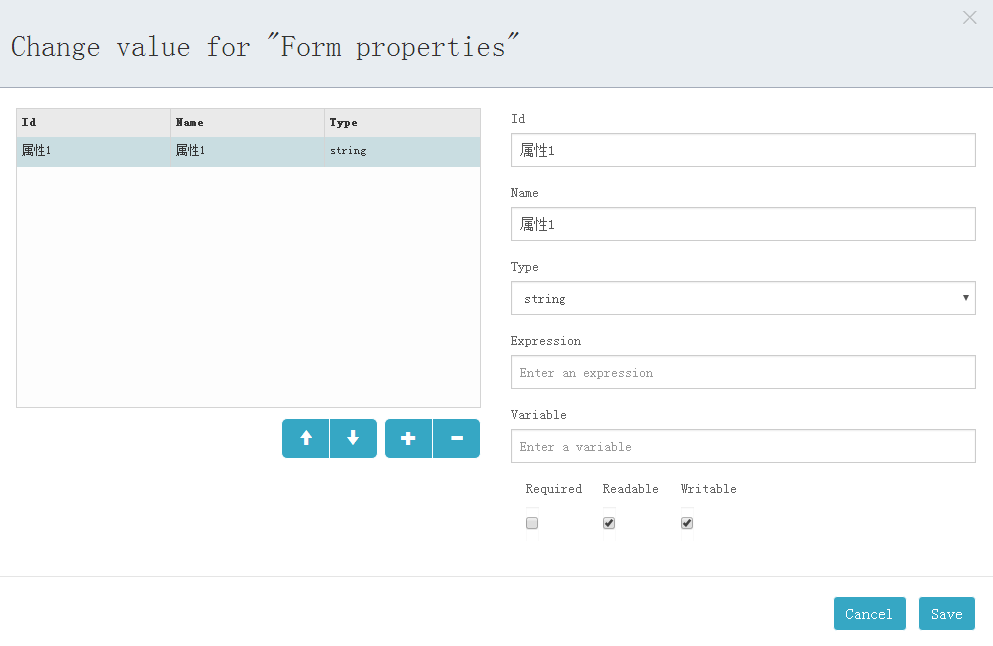 Change value for "Form properties"
Id Name Type
属性1 属性1 string
Id
属性1
Name
属性1
Type
string
Expression
Enter an expression
Variable
Enter a variable
Required Readable Writable
Cancel Save